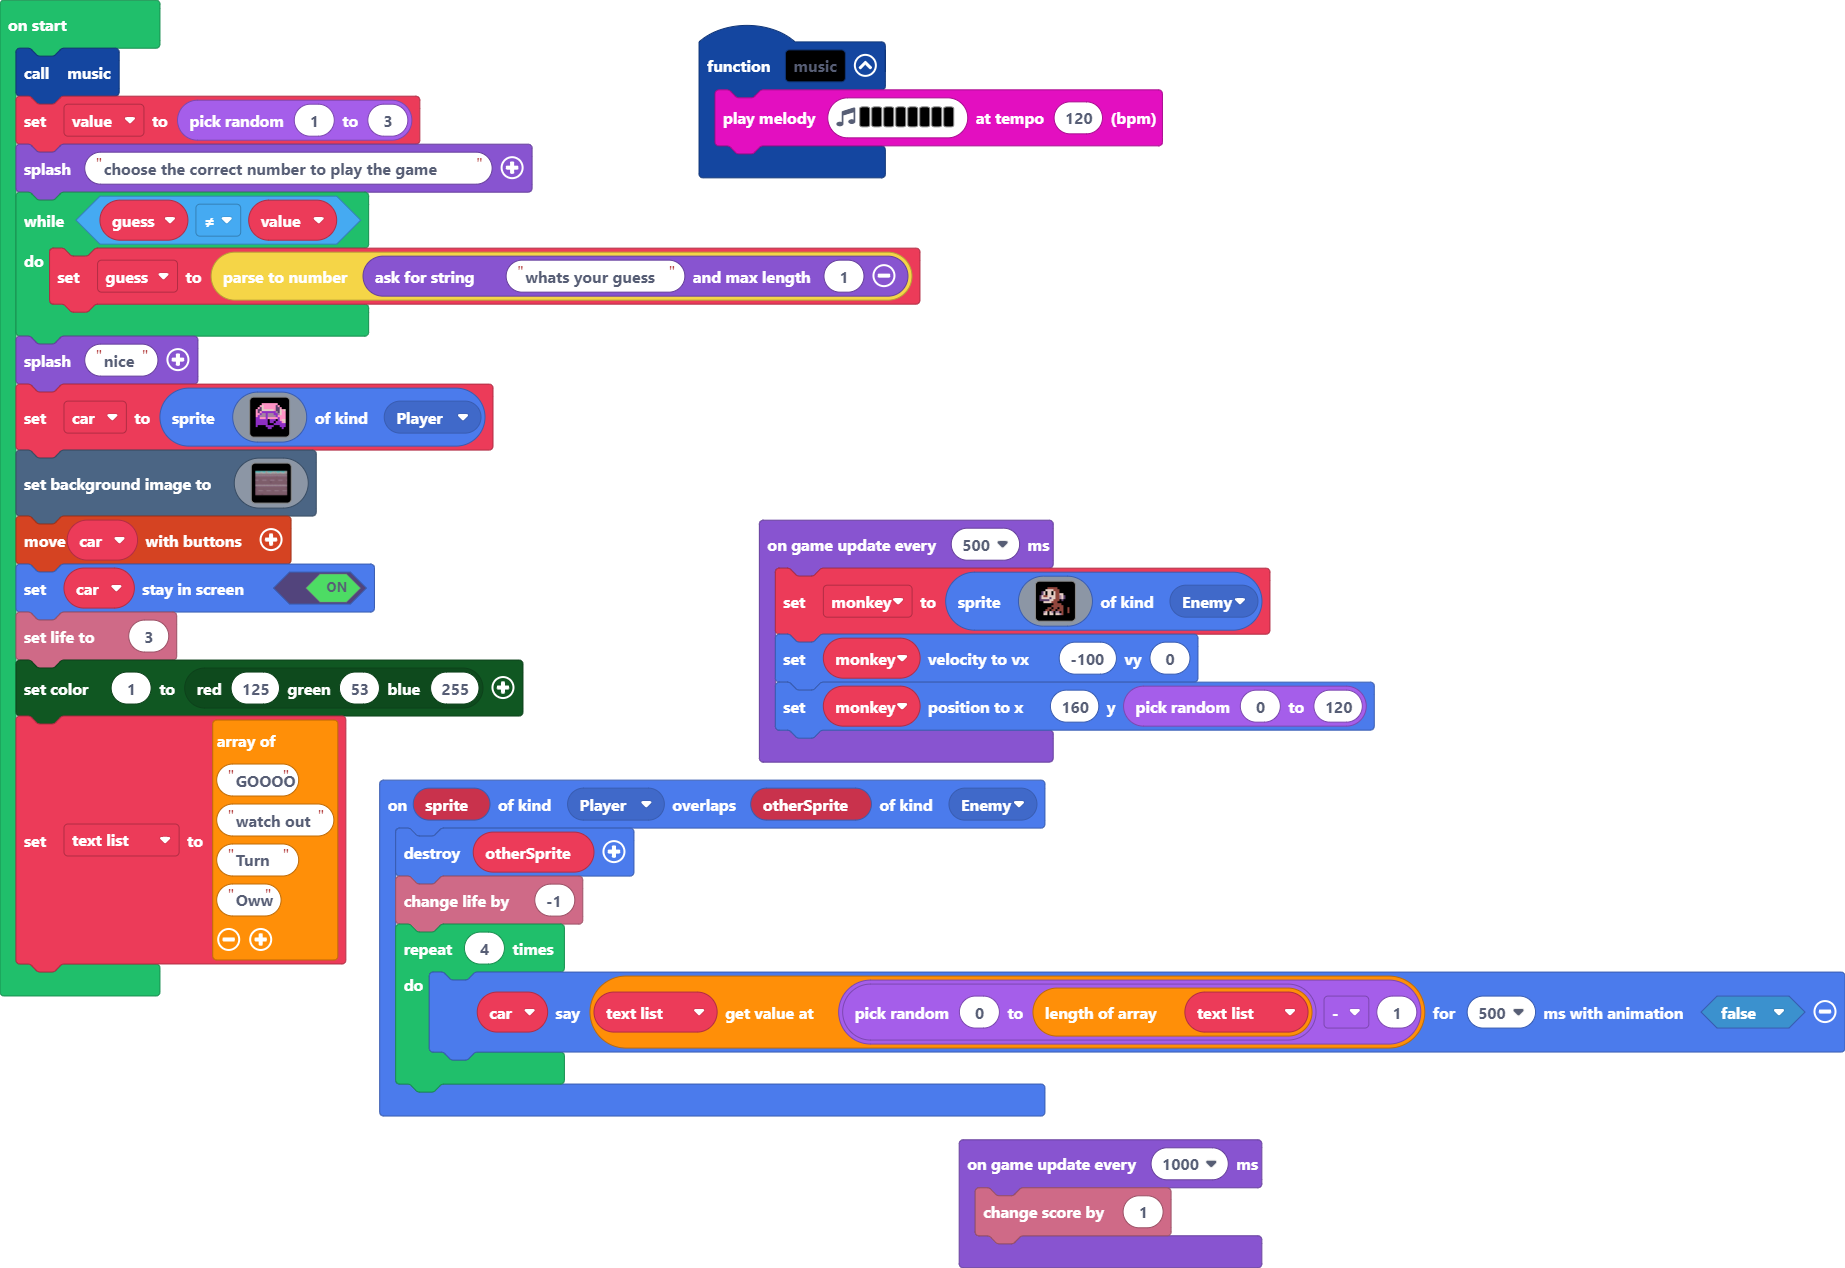 on start
call music
set value to pick random 1 to 3
splash "choose the correct number to play the game "
while guess ≠ value
do set guess to parse to number ask for string "whats your guess " and max length 1
splash "nice "
set car to sprite of kind Player
set background image to
move car with buttons
set car stay in screen ON
set life to 3
set color 1 to red 125 green 53 blue 255
set text list to array of
"GOOOO"
"watch out "
"Turn "
"Oww"
function music
play melody at tempo 120 (bpm)
on game update every 500 ms
set monkey to sprite of kind Enemy
set monkey velocity to vx -100 vy 0
set monkey position to x 160 y pick random 0 to 120
on sprite of kind Player overlaps otherSprite of kind Enemy
destroy otherSprite
change life by -1
repeat 4 times
do
car say text list get value at pick random 0 to length of array text list - 1 for 500 ms with animation false
on game update every 1000 ms
change score by 1